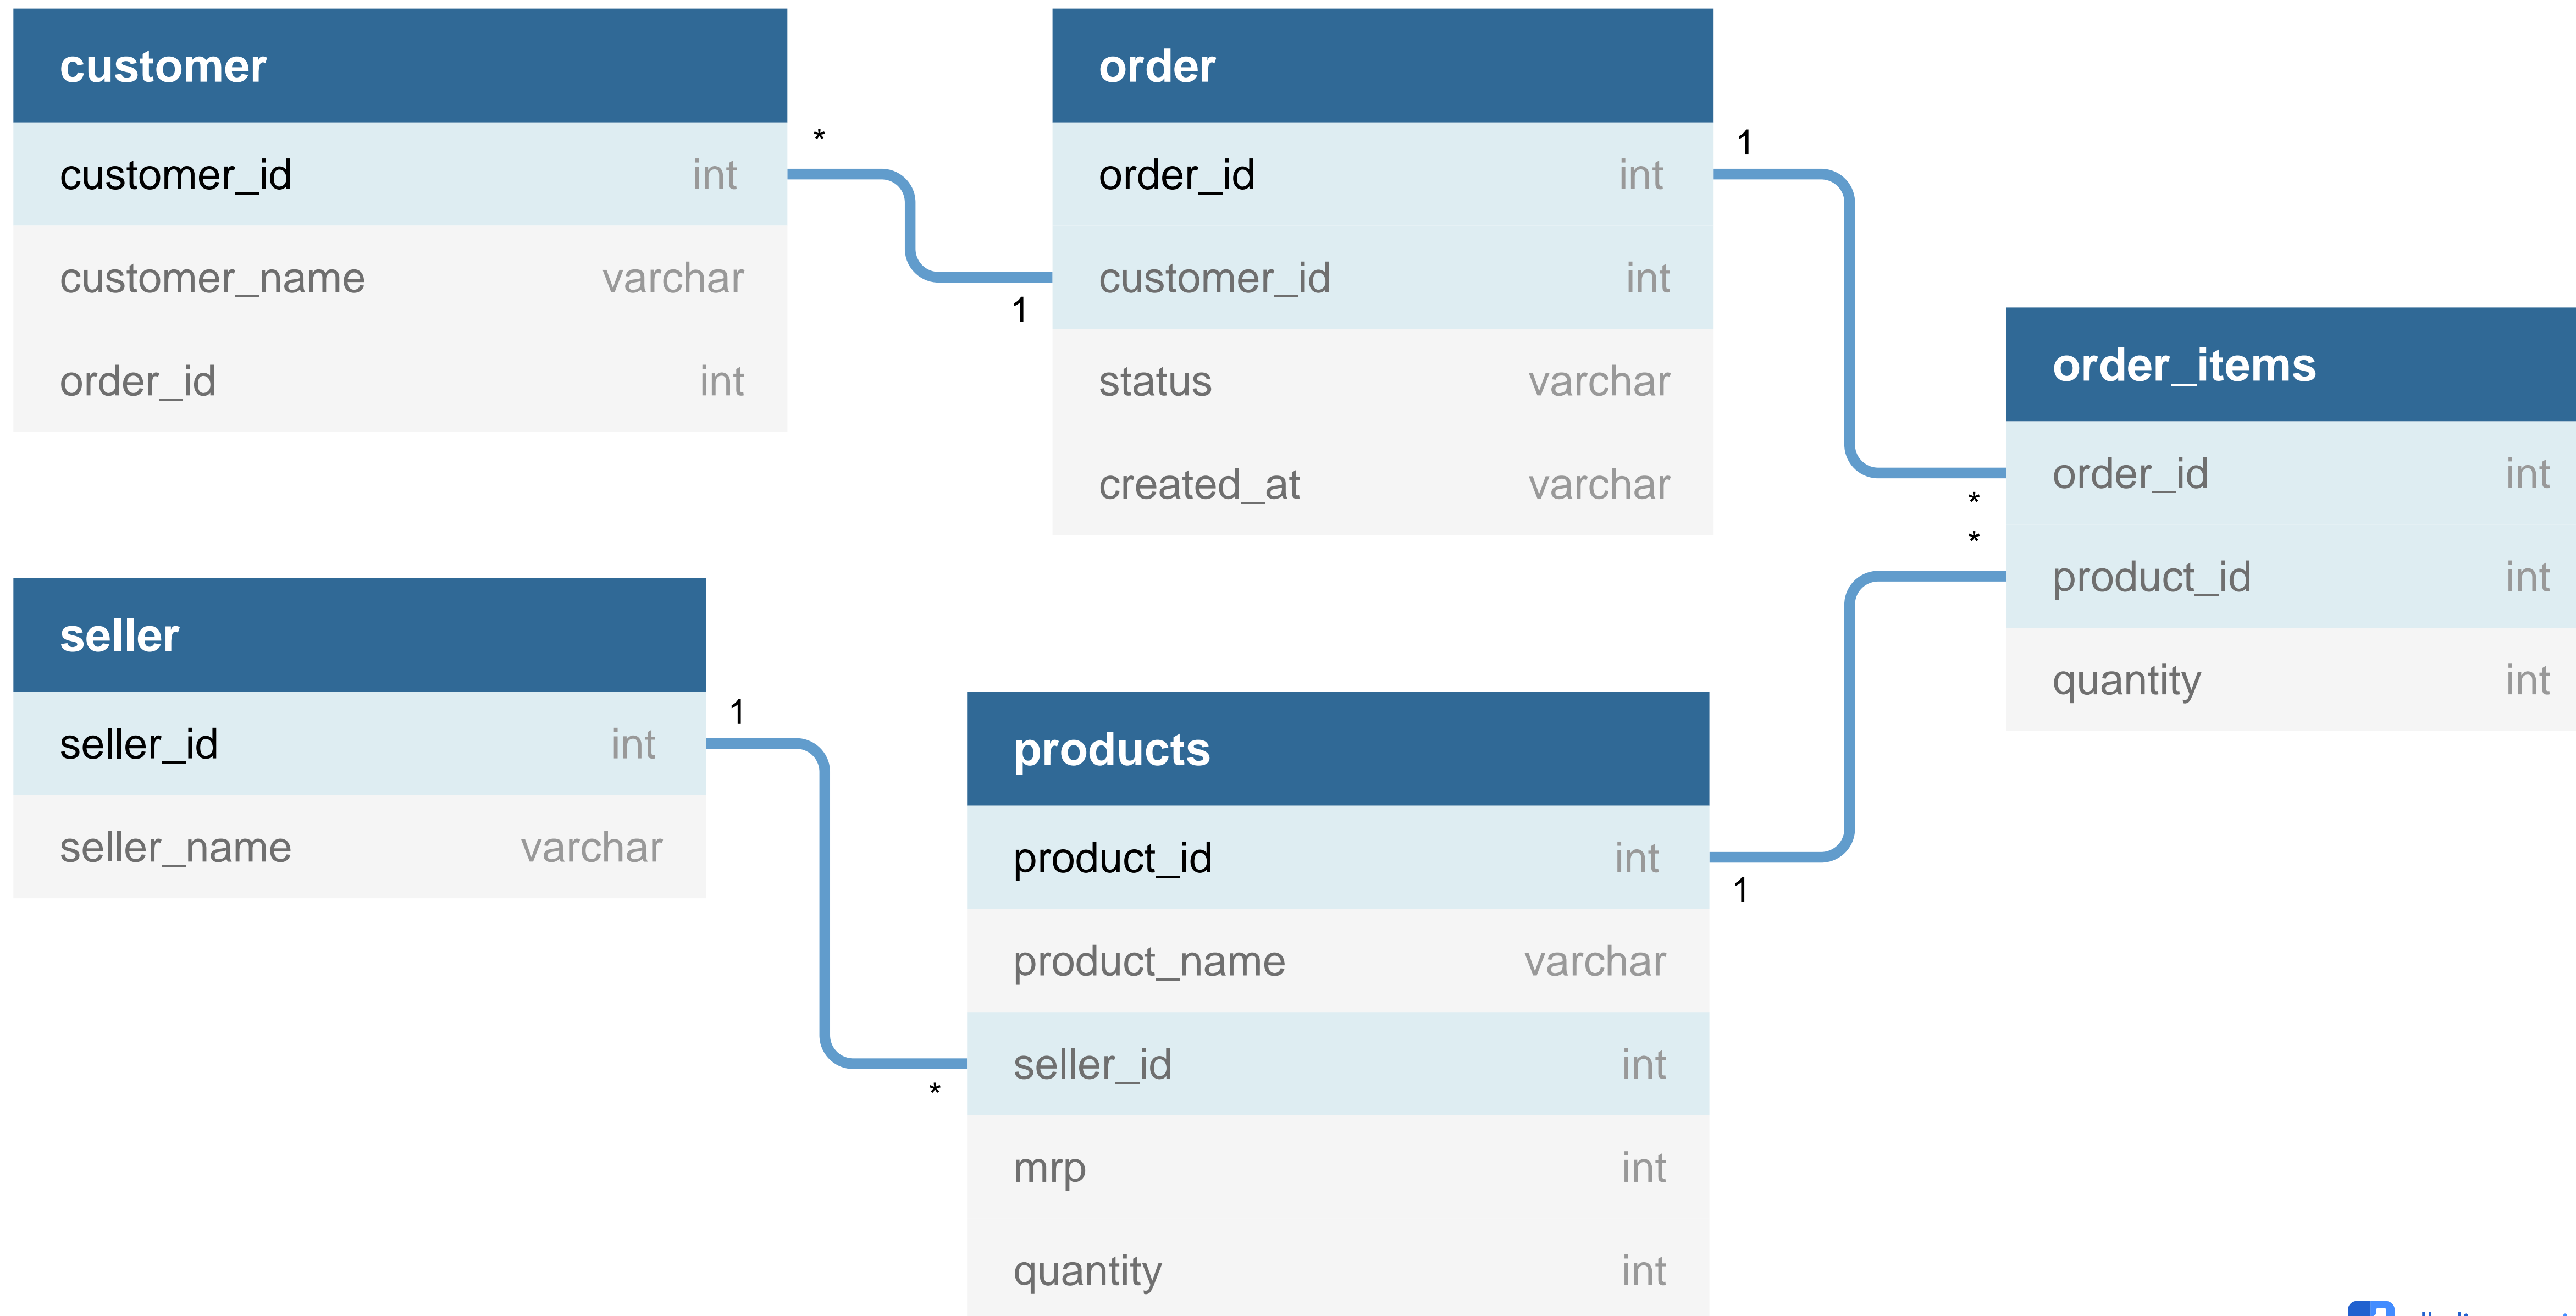 customer
customer_id int
customer_name varchar
order_id int
*
1
order
order_id int
customer_id int
status varchar
created_at varchar
1
*
order_items
order_id int
product_id int
quantity int
*
1
seller
seller_id int
seller_name varchar
1
*
products
product_id int
product_name varchar
seller_id int
mrp int
quantity int